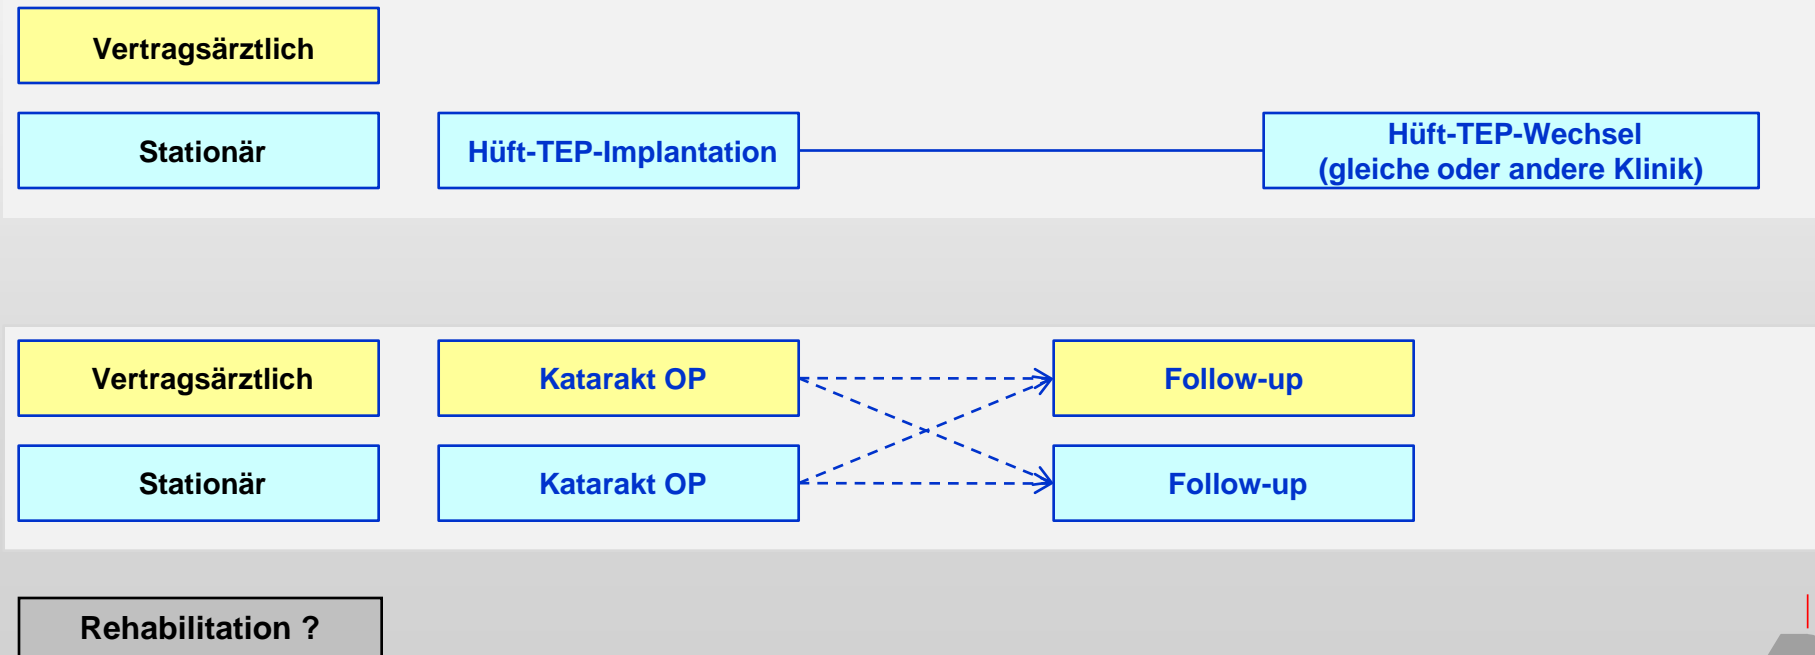 Vertragsärztlich
Stationär
Hüft-TEP-Implantation
Hüft-TEP-Wechsel
(gleiche oder andere Klinik)
Vertragsärztlich
Katarakt OP
Follow-up
Stationär
Katarakt OP
Follow-up
Rehabilitation ?